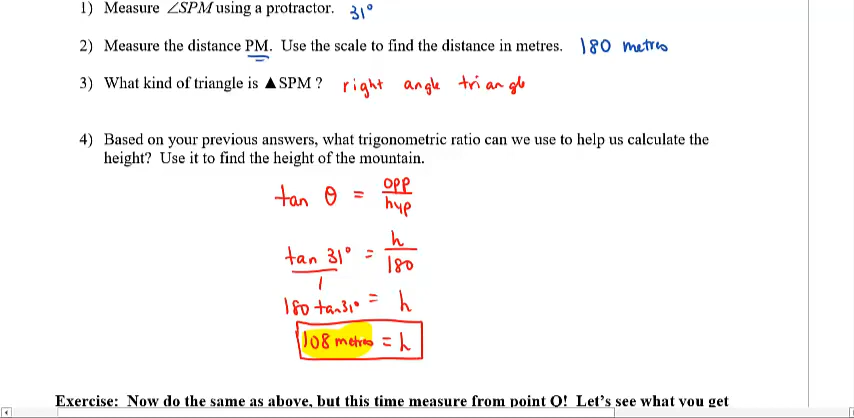 1) Measure ∠SPM using a protractor. 31°
2) Measure the distance PM. Use the scale to find the distance in metres. 180 metres
3) What kind of triangle is ▲SPM ? right angle triangle
4) Based on your previous answers, what trigonometric ratio can we use to help us calculate the
height? Use it to find the height of the mountain.
tan θ = opp/hyp
tan 31°/1 = h/180
180 tan31° = h
108 metres = h
Exercise: Now do the same as above, but this time measure from point O! Let's see what you get